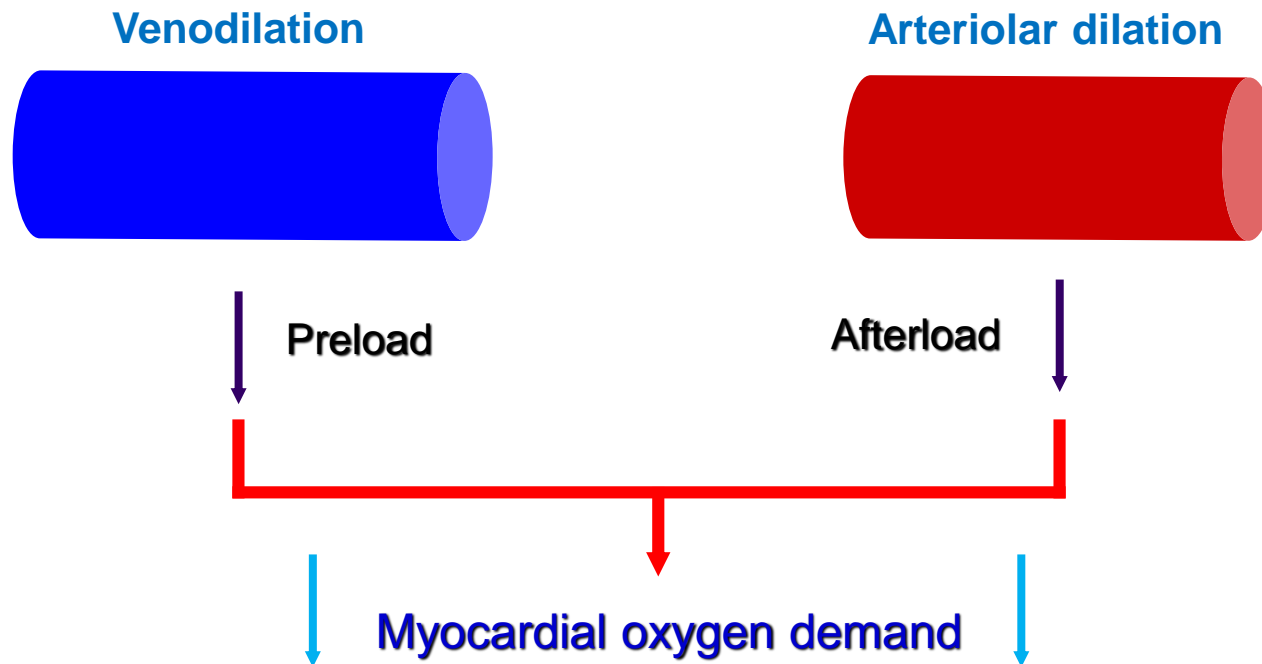 Venodilation
Arteriolar dilation
Preload
Afterload
Myocardial oxygen demand